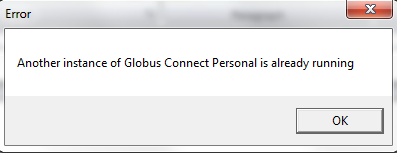 Error
Another instance of Globus Connect Personal is already running
OK